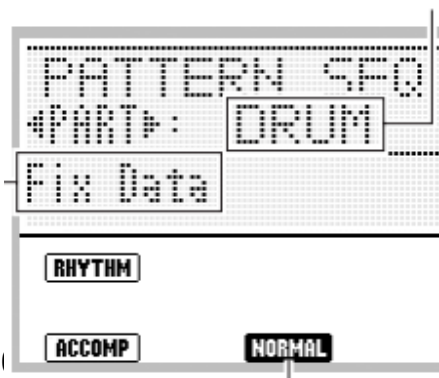 PATTERN SEQ
◀PART▶: DRUM
Fix Data
RHYTHM
ACCOMP NORMAL